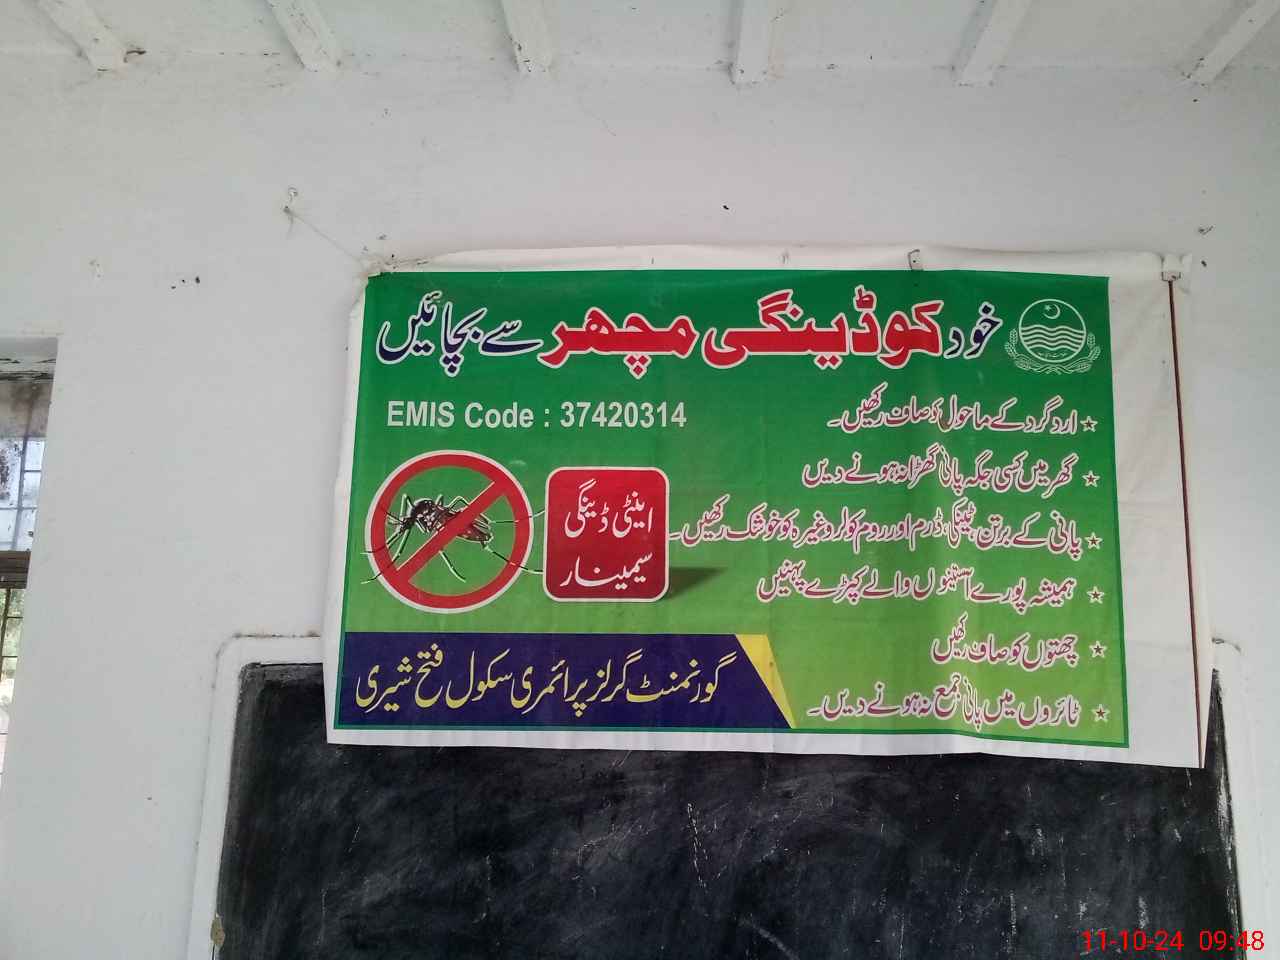 خود کو ڈینگی مچھر سے بچائیں
EMIS Code : 37420314
اردگرد کے ماحول کو صاف رکھیں۔
گھر میں کسی جگہ پانی کھڑا نہ ہونے دیں
پانی کے برتن، ٹینکی، ڈرم اور روم کولر وغیرہ کو خوشک رکھیں۔
ہمیشہ پورے آستینوں والے کپڑے پہنیں
چھتوں کو صاف رکھیں
ٹائروں میں پانی جمع نہ ہونے دیں۔
اینٹی ڈینگی
سیمینار
گورنمنٹ گرلز پرائمری سکول فتح شیری
11-10-24 09:48